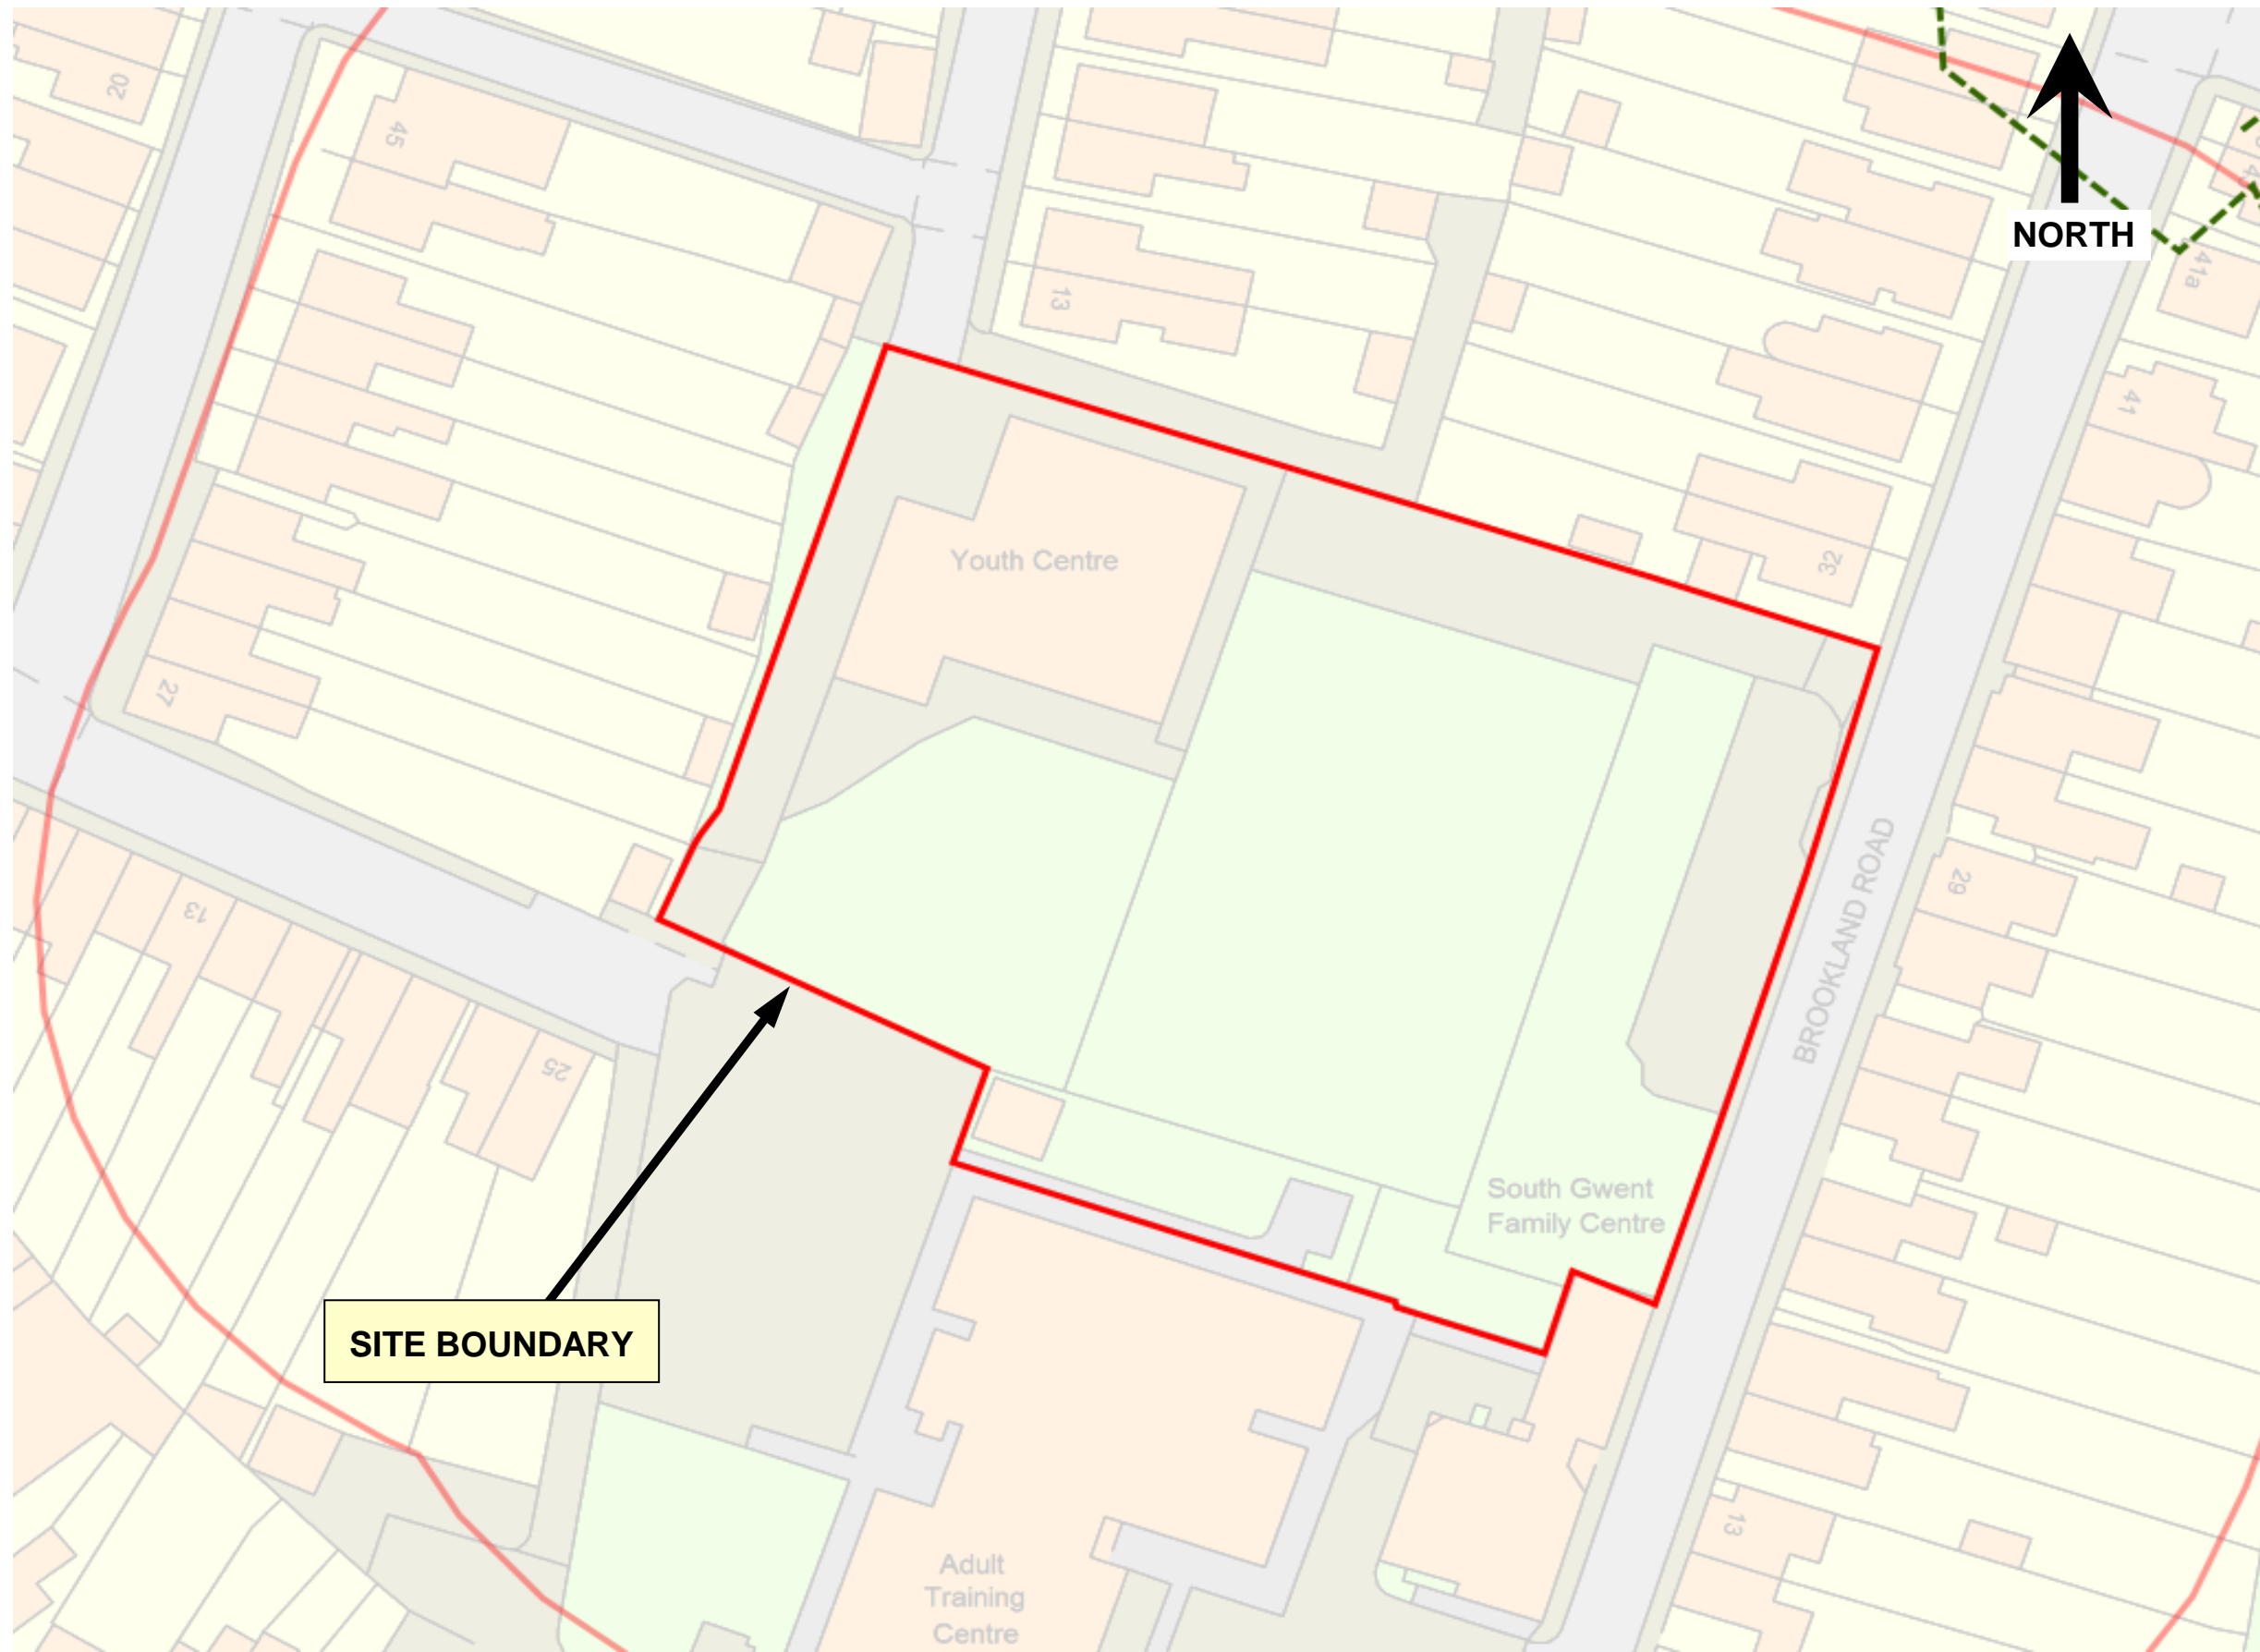 20
45
NORTH
41a
13
41
Youth Centre
32
27
BROOKLAND ROAD
29
13
25
South Gwent
Family Centre
SITE BOUNDARY
13
Adult
Training
Centre